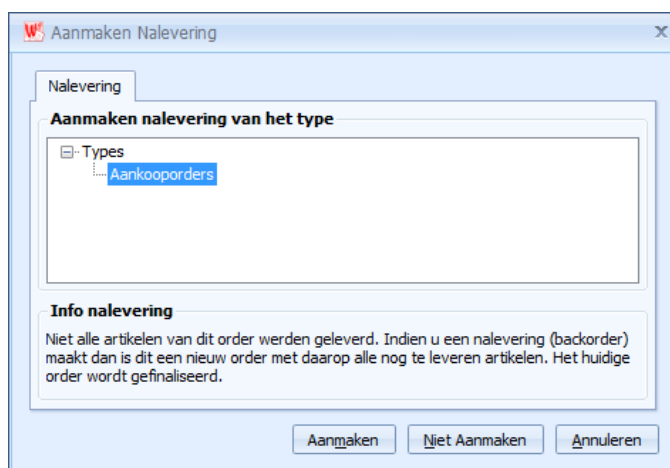 Aanmaken Nalevering
Nalevering
Aanmaken nalevering van het type
Types
Aankooporders
Info nalevering
Niet alle artikelen van dit order werden geleverd. Indien u een nalevering (backorder)
maakt dan is dit een nieuw order met daarop alle nog te leveren artikelen. Het huidige
order wordt gefinaliseerd.
Aanmaken Niet Aanmaken Annuleren